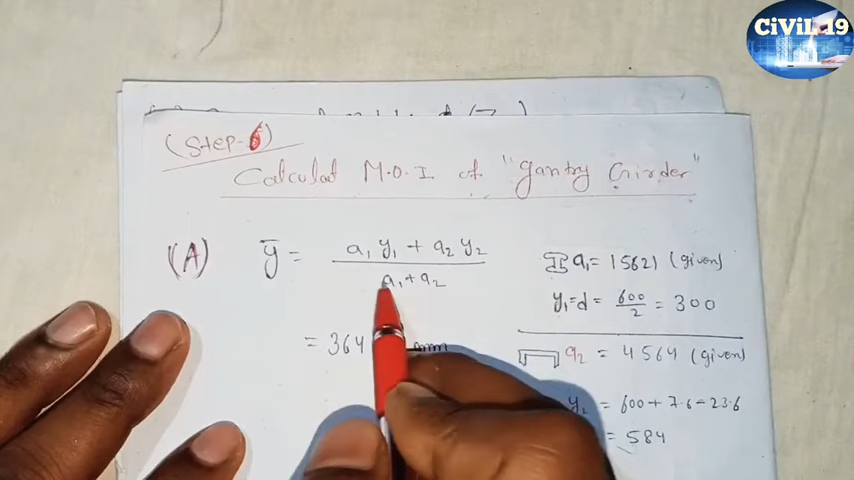 CiViL 19
(Step-6)
Calculat M.O.I of "gantry Girder"
(A) ȳ = a₁y₁ + a₂y₂ / a₁+a₂
= 364 mm
a₁ = 15621 (given)
y₁=d = 600/2 = 300
a₂ = 4564 (given)
y₂ = 600+7.6-23.6
= 584